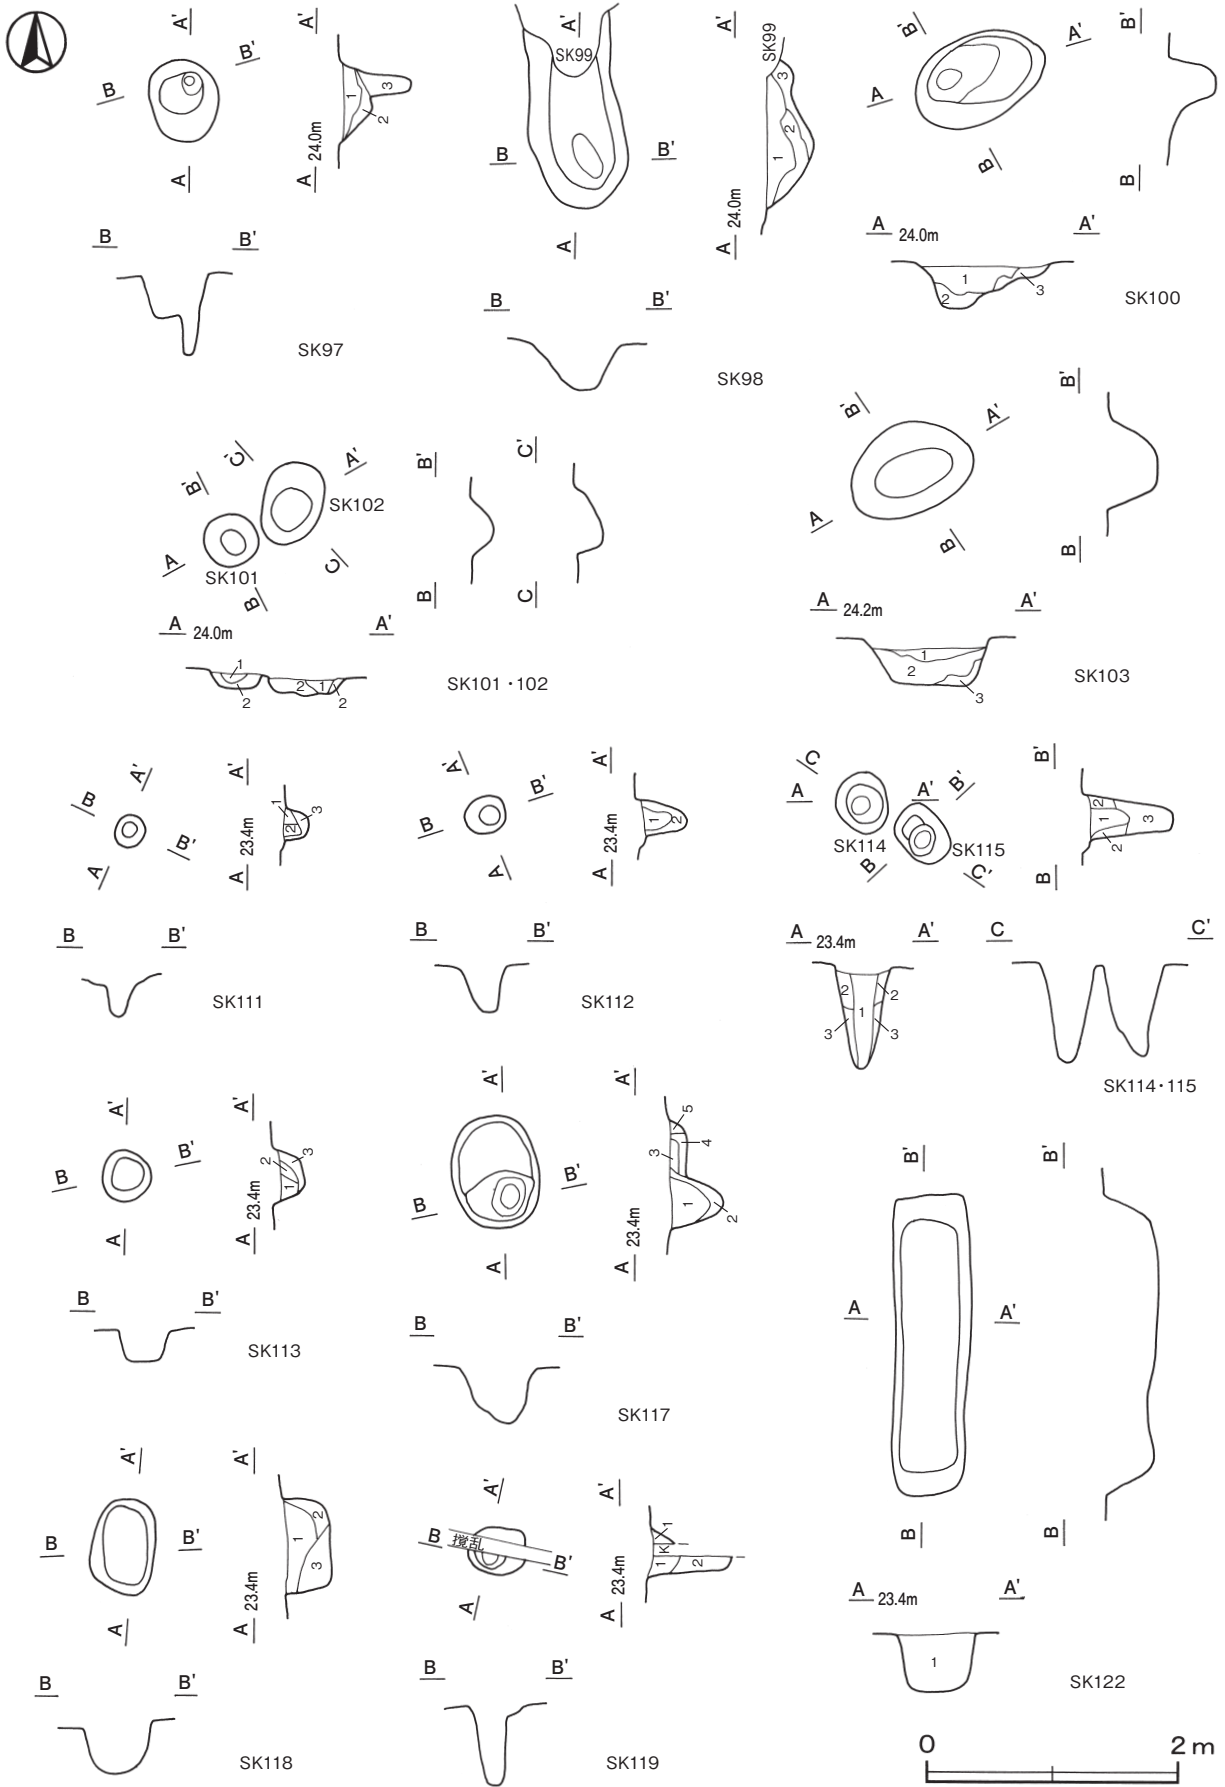 A'
B'
B
A
A'
1
2
3
A 24.0m
B
B'
SK97
A'
SK99
B
B'
A
A'
SK99
3
2
1
A 24.0m
B
B'
SK98
B'
A'
A
B
B'
B
A 24.0m
A'
1
2
3
SK100
C'
B'
A'
SK102
A
SK101
B
C
B'
B
C'
C
A 24.0m
A'
1
2
2
1
2
SK101・102
B'
A'
A
B
B'
B
A 24.2m
A'
1
2
3
SK103
A'
B
B'
A
A'
1
3
2
A 23.4m
B
B'
SK111
A'
B'
B
A
A'
1
2
A 23.4m
B
B'
SK112
C
A
A'
B'
SK114
SK115
B
C'
B'
2
1
3
2
B
A 23.4m
A'
2
2
1
3
3
C
C'
SK114・115
A'
B'
B
A
A'
2
3
1
A 23.4m
B
B'
SK113
A'
B'
B
A
A'
5
4
3
1
2
A 23.4m
B
B'
SK117
B'
A
A'
B
B'
B
A 23.4m
A'
1
SK122
A'
B
B'
A
A'
1
2
3
A 23.4m
B
B'
SK118
A'
B
撹乱
B'
A
A'
1
K
1
2
A 23.4m
B
B'
SK119
0 2m